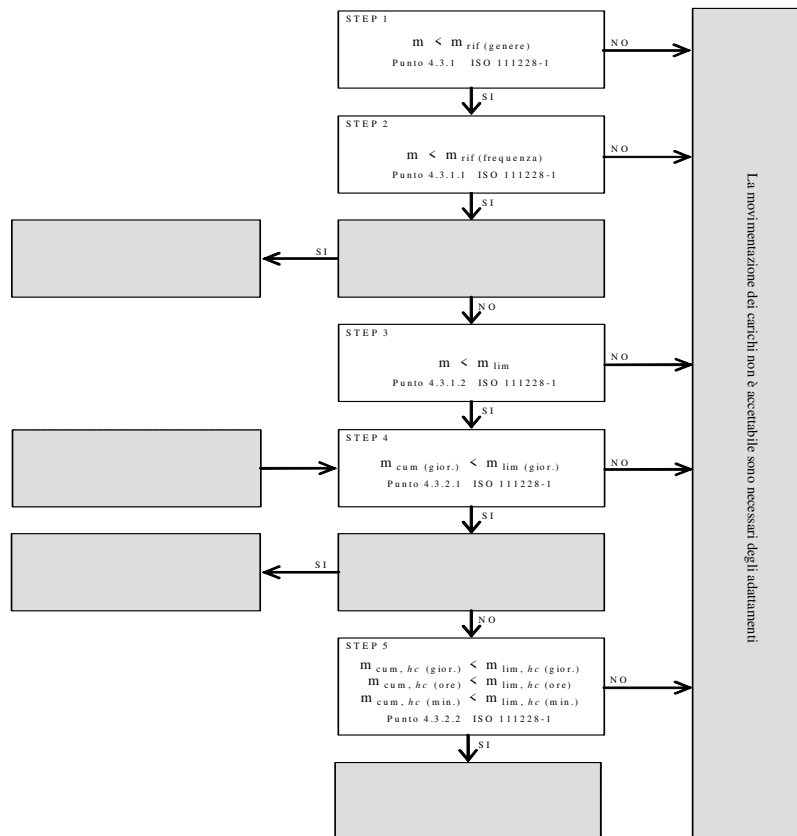 STEP 1
m < m rif (genere)
Punto 4.3.1 ISO 111228-1
NO
SI
STEP 2
m < m rif (frequenza)
Punto 4.3.1.1 ISO 111228-1
NO
SI
SI
NO
STEP 3
m < m lim
Punto 4.3.1.2 ISO 111228-1
NO
SI
STEP 4
m cum (gior.) < m lim (gior.)
Punto 4.3.2.1 ISO 111228-1
NO
SI
SI
NO
STEP 5
m cum, hc (gior.) < m lim, hc (gior.)
m cum, hc (ore) < m lim, hc (ore)
m cum, hc (min.) < m lim, hc (min.)
Punto 4.3.2.2 ISO 111228-1
NO
SI
La movimentazione dei carichi non è accettabile sono necessari degli adattamenti